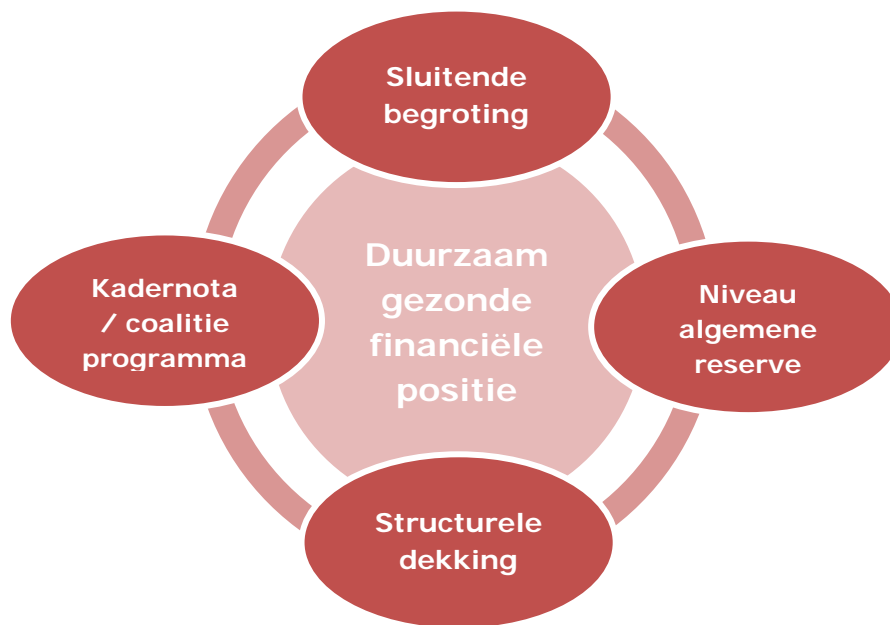 Sluitende
begroting
Duurzaam
gezonde
financiële
positie
Kadernota
/ coalitie
programma
Niveau
algemene
reserve
Structurele
dekking